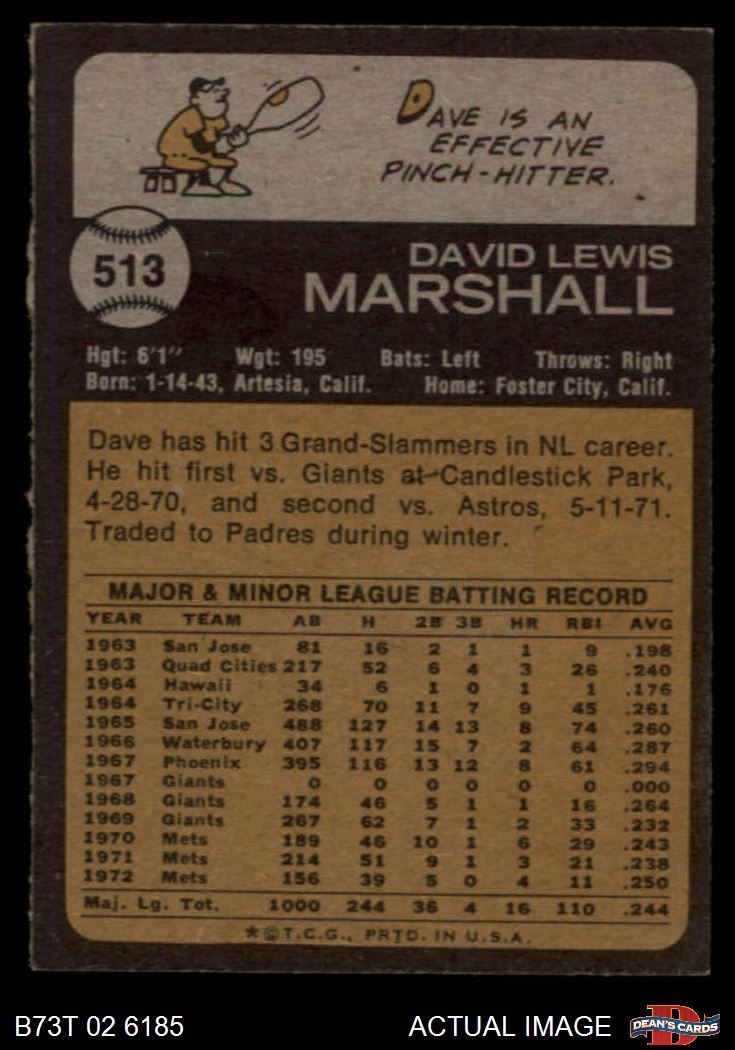 DAVE IS AN
EFFECTIVE
PINCH-HITTER.
513
DAVID LEWIS
MARSHALL
Hgt: 6'1" Wgt: 195 Bats: Left Throws: Right
Born: 1-14-43, Artesia, Calif. Home: Foster City, Calif.
Dave has hit 3 Grand-Slammers in NL career.
He hit first vs. Giants at Candlestick Park,
4-28-70, and second vs. Astros, 5-11-71.
Traded to Padres during winter.
MAJOR & MINOR LEAGUE BATTING RECORD
YEAR TEAM AB H 2B 3B HR RBI AVG
1963 San Jose 81 16 2 1 1 9 .198
1963 Quad Cities 217 52 6 4 3 26 .240
1964 Hawaii 34 6 1 0 1 1 .176
1964 Tri-City 268 70 11 7 9 45 .261
1965 San Jose 488 127 14 13 8 74 .260
1966 Waterbury 407 117 15 7 2 64 .287
1967 Phoenix 395 116 13 12 8 61 .294
1967 Giants 0 0 0 0 0 0 .000
1968 Giants 174 46 5 1 1 16 .264
1969 Giants 267 62 7 1 2 33 .232
1970 Mets 189 46 10 1 6 29 .243
1971 Mets 214 51 9 1 3 21 .238
1972 Mets 156 39 5 0 4 11 .250
Maj. Lg. Tot. 1000 244 36 4 16 110 .244
*©T.C.G., PRTD. IN U.S.A.
B73T 02 6185 ACTUAL IMAGE
D
DEAN'S CARDS